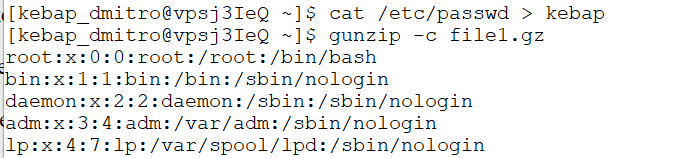 [kebap_dmitro@vpsj3IeQ ~]$ cat /etc/passwd > kebap
[kebap_dmitro@vpsj3IeQ ~]$ gunzip -c file1.gz
root:x:0:0:root:/root:/bin/bash
bin:x:1:1:bin:/bin:/sbin/nologin
daemon:x:2:2:daemon:/sbin:/sbin/nologin
adm:x:3:4:adm:/var/adm:/sbin/nologin
lp:x:4:7:lp:/var/spool/lpd:/sbin/nologin